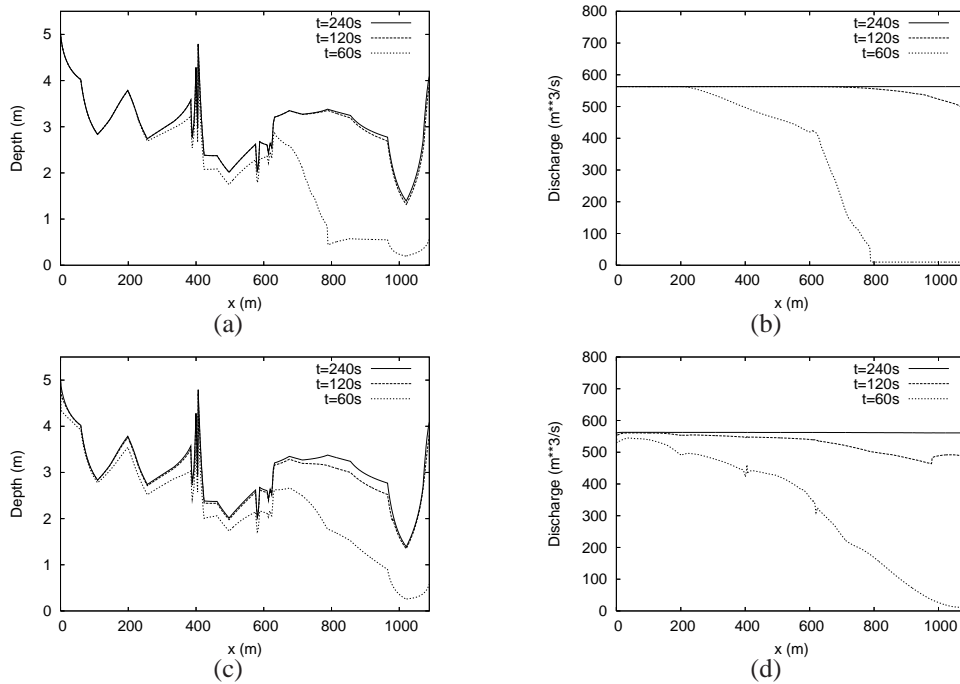 5
4
3
2
1
0
Depth (m)
t=240s
t=120s
t=60s
0 200 400 600 800 1000
x (m)
(a)
800
700
600
500
400
300
200
100
0
Discharge (m**3/s)
t=240s
t=120s
t=60s
0 200 400 600 800 1000
x (m)
(b)
5
4
3
2
1
0
Depth (m)
t=240s
t=120s
t=60s
0 200 400 600 800 1000
x (m)
(c)
800
700
600
500
400
300
200
100
0
Discharge (m**3/s)
t=240s
t=120s
t=60s
0 200 400 600 800 1000
x (m)
(d)